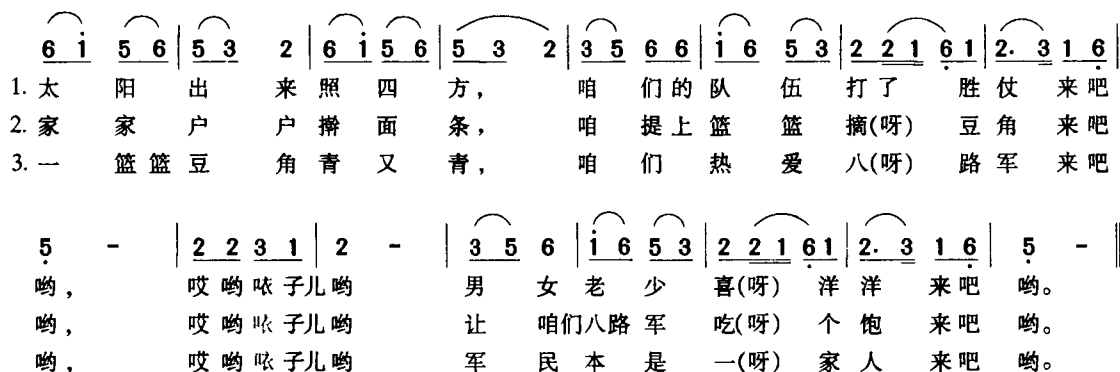 6 i 5 6 | 5 3 2 | 6 i 5 6 | 5 3 2 | 3 5 6 6 | i 6 5 3 | 2 2 1 6 1 | 2. 3 1 6 |
1. 太 阳 出 来 照 四 方， 咱 们 的 队 伍 打 了 胜 仗 来 吧
2. 家 家 户 户 擀 面 条， 咱 提 上 篮 篮 摘(呀) 豆 角 来 吧
3. 一 篮 篮 豆 角 青 又 青， 咱 们 热 爱 八(呀) 路 军 来 吧
5 - | 2 2 3 1 | 2 - | 3 5 6 | i 6 5 3 | 2 2 1 6 1 | 2. 3 1 6 | 5 - ‖
哟， 哎 哟 咴 子儿 哟 男 女 老 少 喜(呀) 洋 洋 来 吧 哟。
哟， 哎 哟 咴 子儿 哟 让 咱们 八路 军 吃(呀) 个 饱 来 吧 哟。
哟， 哎 哟 咴 子儿 哟 军 民 本 是 一(呀) 家 人 来 吧 哟。